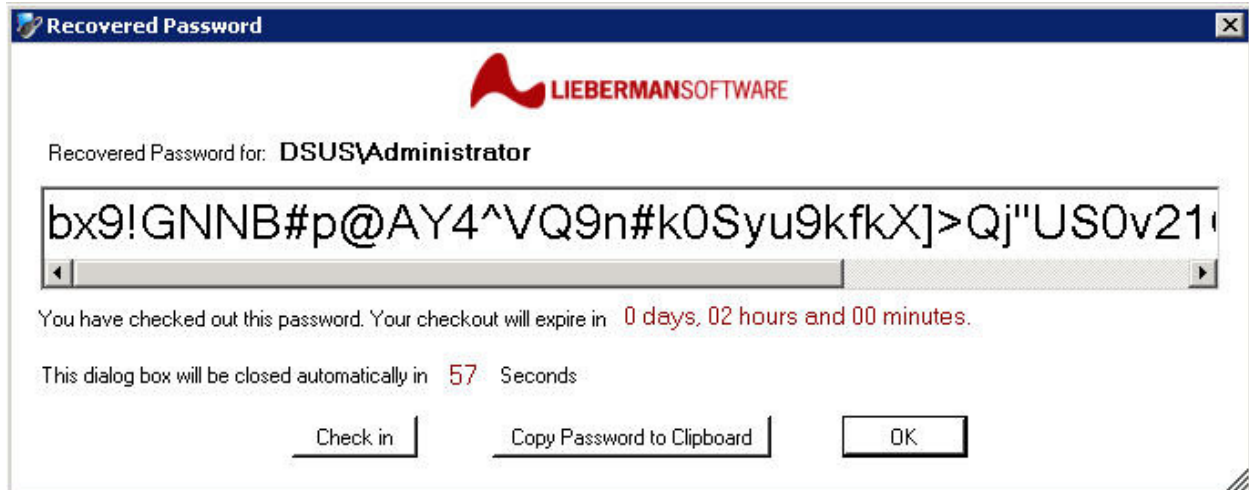 Recovered Password
LIEBERMANSOFTWARE
Recovered Password for: DSUS\Administrator
bx9!GNNB#p@AY4^VQ9n#k0Syu9kfkX]>Qj"US0v21
You have checked out this password. Your checkout will expire in 0 days, 02 hours and 00 minutes.
This dialog box will be closed automatically in 57 Seconds
Check in Copy Password to Clipboard OK